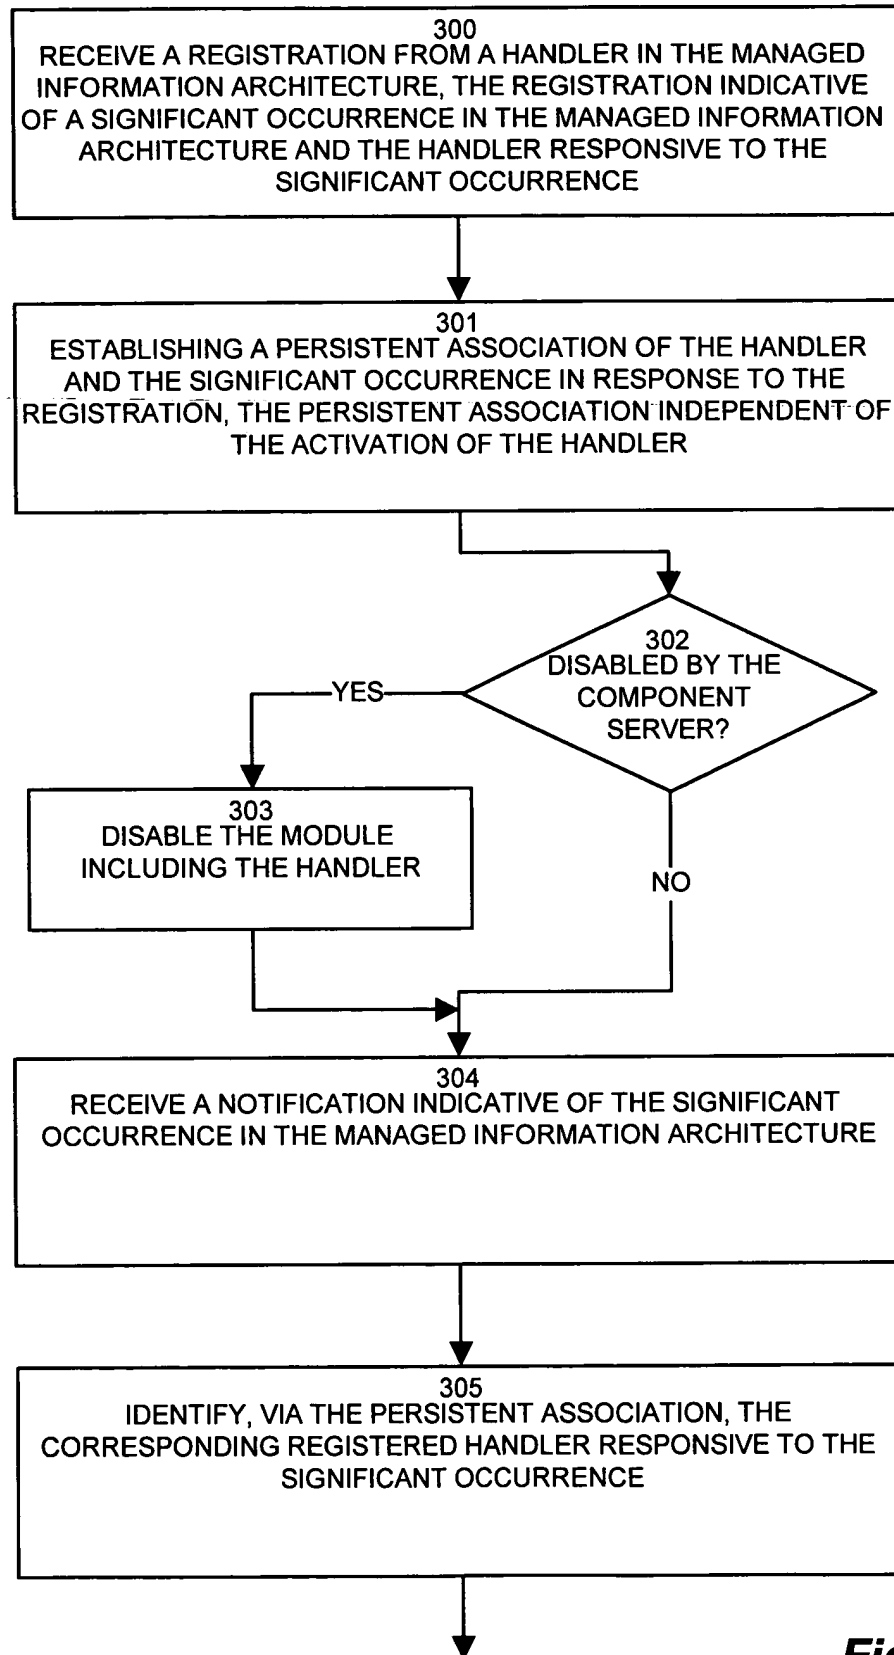 300
RECEIVE A REGISTRATION FROM A HANDLER IN THE MANAGED
INFORMATION ARCHITECTURE, THE REGISTRATION INDICATIVE
OF A SIGNIFICANT OCCURRENCE IN THE MANAGED INFORMATION
ARCHITECTURE AND THE HANDLER RESPONSIVE TO THE
SIGNIFICANT OCCURRENCE
301
ESTABLISHING A PERSISTENT ASSOCIATION OF THE HANDLER
AND THE SIGNIFICANT OCCURRENCE IN RESPONSE TO THE
REGISTRATION, THE PERSISTENT ASSOCIATION INDEPENDENT OF
THE ACTIVATION OF THE HANDLER
302
DISABLED BY THE
COMPONENT
SERVER?
YES
303
DISABLE THE MODULE
INCLUDING THE HANDLER
NO
304
RECEIVE A NOTIFICATION INDICATIVE OF THE SIGNIFICANT
OCCURRENCE IN THE MANAGED INFORMATION ARCHITECTURE
305
IDENTIFY, VIA THE PERSISTENT ASSOCIATION, THE
CORRESPONDING REGISTERED HANDLER RESPONSIVE TO THE
SIGNIFICANT OCCURRENCE